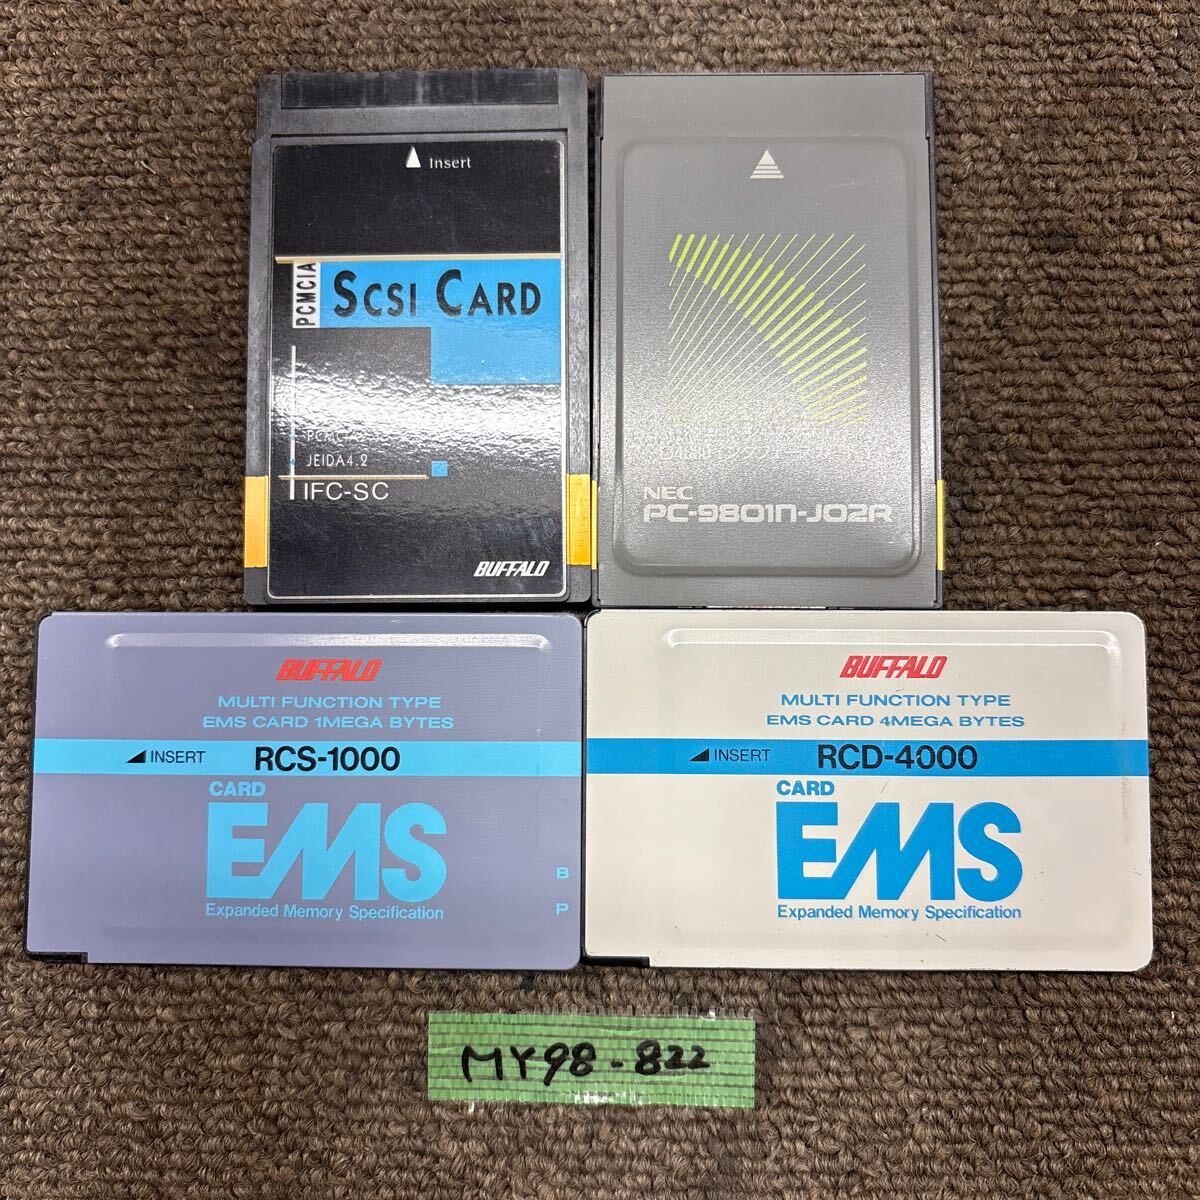 Insert
PCMCIA
SCSI CARD
JEIDA4.2
IFC-SC
BUFFALO
NEC
PC-9801n-J02R
BUFFALO
MULTI FUNCTION TYPE
EMS CARD 1MEGA BYTES
INSERT RCS-1000
CARD
EMS
Expanded Memory Specification
B
P
BUFFALO
MULTI FUNCTION TYPE
EMS CARD 4MEGA BYTES
INSERT RCD-4000
CARD
EMS
Expanded Memory Specification
MY98-822